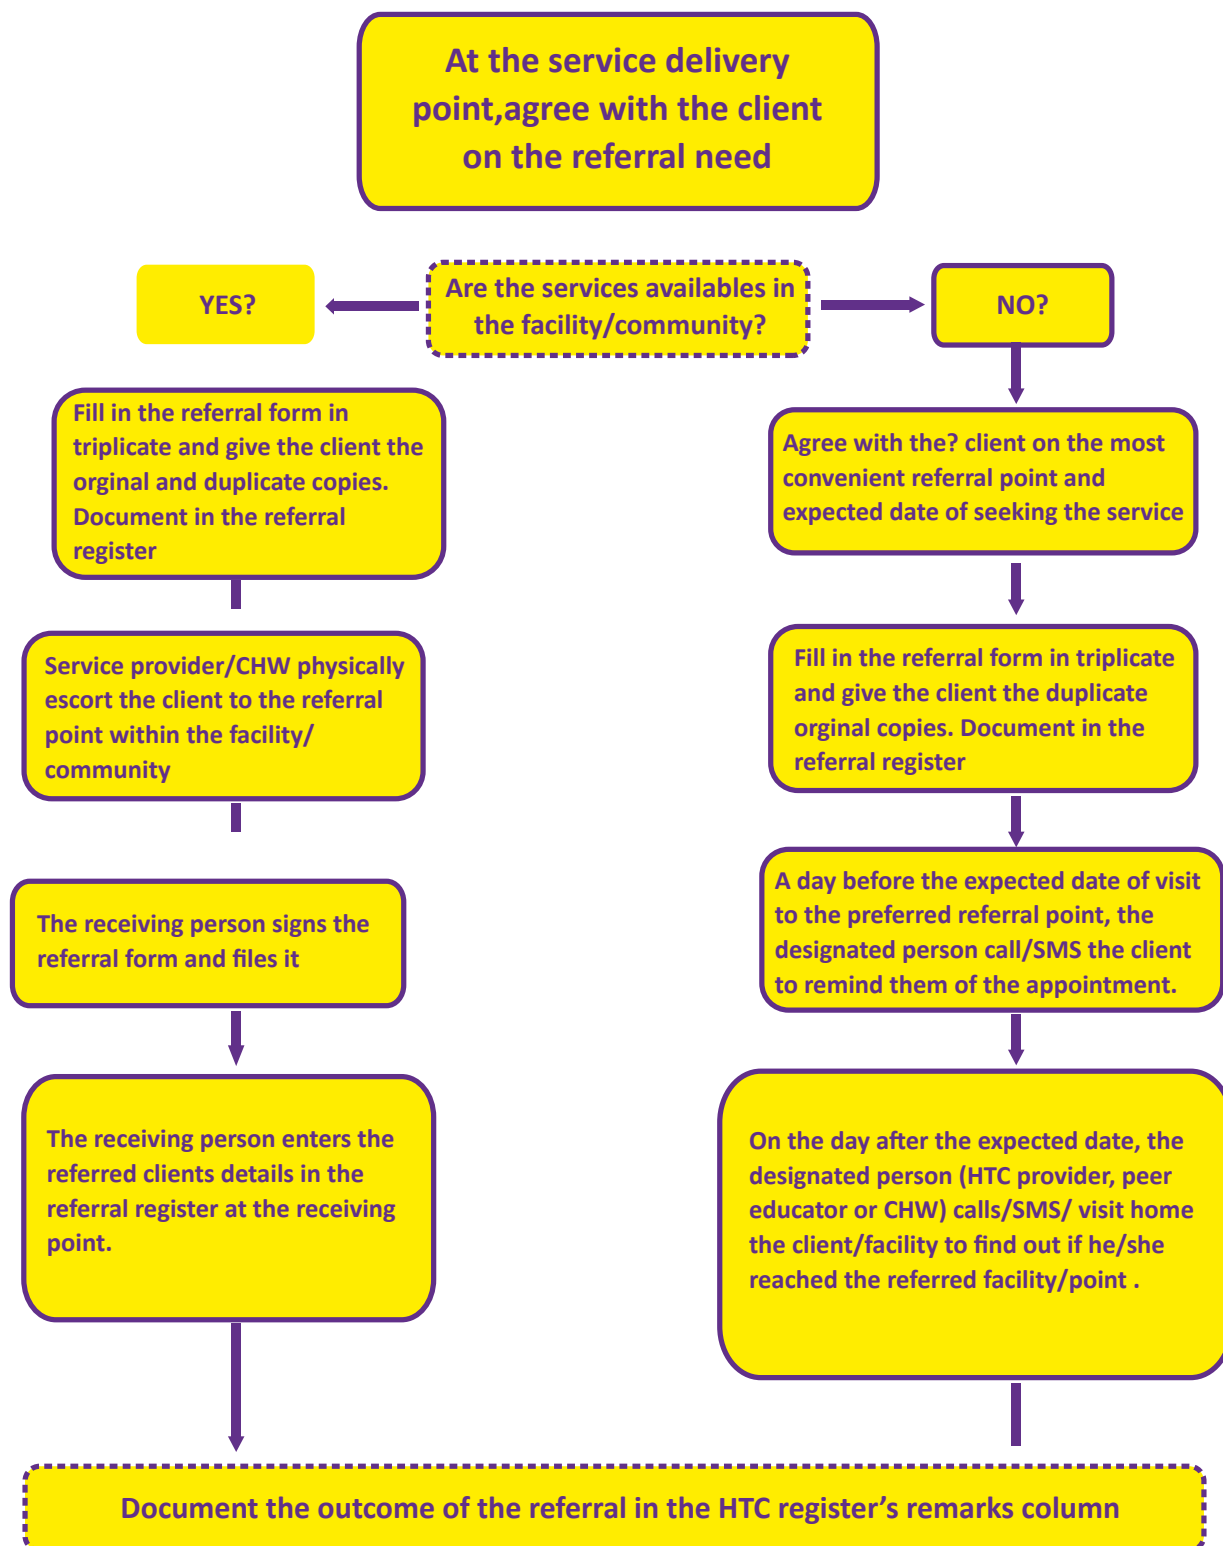 At the service delivery
point,agree with the client
on the referral need
YES?
Are the services availables in
the facility/community?
NO?
Fill in the referral form in
triplicate and give the client the
orginal and duplicate copies.
Document in the referral
register
Service provider/CHW physically
escort the client to the referral
point within the facility/
community
The receiving person signs the
referral form and files it
The receiving person enters the
referred clients details in the
referral register at the receiving
point.
Agree with the? client on the most
convenient referral point and
expected date of seeking the service
Fill in the referral form in triplicate
and give the client the duplicate
orginal copies. Document in the
referral register
A day before the expected date of visit
to the preferred referral point, the
designated person call/SMS the client
to remind them of the appointment.
On the day after the expected date, the
designated person (HTC provider, peer
educator or CHW) calls/SMS/ visit home
the client/facility to find out if he/she
reached the referred facility/point .
Document the outcome of the referral in the HTC register’s remarks column